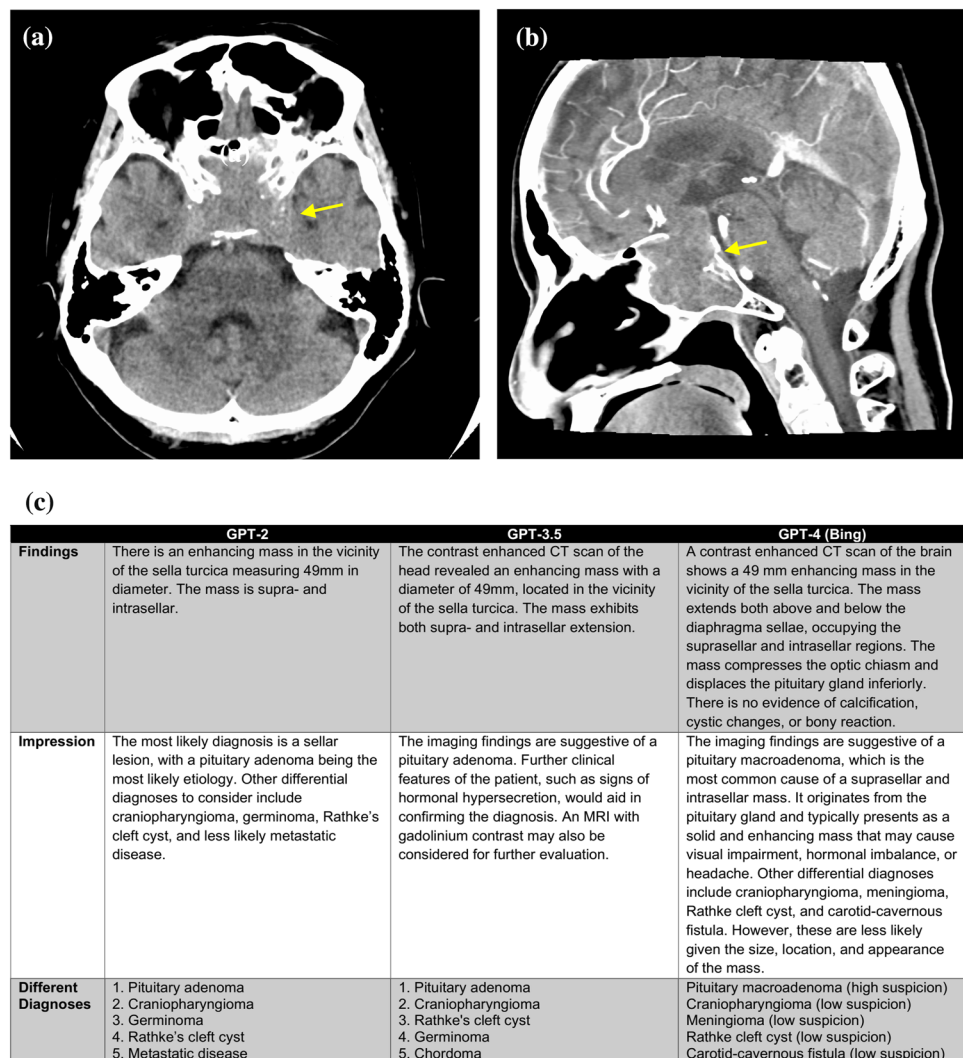 (a)
(b)
(c)
GPT-2
GPT-3.5
GPT-4 (Bing)
Findings
There is an enhancing mass in the vicinity
of the sella turcica measuring 49mm in
diameter. The mass is supra- and
intrasellar.
The contrast enhanced CT scan of the
head revealed an enhancing mass with a
diameter of 49mm, located in the vicinity
of the sella turcica. The mass exhibits
both supra- and intrasellar extension.
A contrast enhanced CT scan of the brain
shows a 49 mm enhancing mass in the
vicinity of the sella turcica. The mass
extends both above and below the
diaphragma sellae, occupying the
suprasellar and intrasellar regions. The
mass compresses the optic chiasm and
displaces the pituitary gland inferiorly.
There is no evidence of calcification,
cystic changes, or bony reaction.
Impression
The most likely diagnosis is a sellar
lesion, with a pituitary adenoma being the
most likely etiology. Other differential
diagnoses to consider include
craniopharyngioma, germinoma, Rathke's
cleft cyst, and less likely metastatic
disease.
The imaging findings are suggestive of a
pituitary adenoma. Further clinical
features of the patient, such as signs of
hormonal hypersecretion, would aid in
confirming the diagnosis. An MRI with
gadolinium contrast may also be
considered for further evaluation.
The imaging findings are suggestive of a
pituitary macroadenoma, which is the
most common cause of a suprasellar and
intrasellar mass. It originates from the
pituitary gland and typically presents as a
solid and enhancing mass that may cause
visual impairment, hormonal imbalance, or
headache. Other differential diagnoses
include craniopharyngioma, meningioma,
Rathke cleft cyst, and carotid-cavernous
fistula. However, these are less likely
given the size, location, and appearance
of the mass.
Different
Diagnoses
1. Pituitary adenoma
2. Craniopharyngioma
3. Germinoma
4. Rathke's cleft cyst
5. Metastatic disease
1. Pituitary adenoma
2. Craniopharyngioma
3. Rathke's cleft cyst
4. Germinoma
5. Chordoma
Pituitary macroadenoma (high suspicion)
Craniopharyngioma (low suspicion)
Meningioma (low suspicion)
Rathke cleft cyst (low suspicion)
Carotid-cavernous fistula (low suspicion)